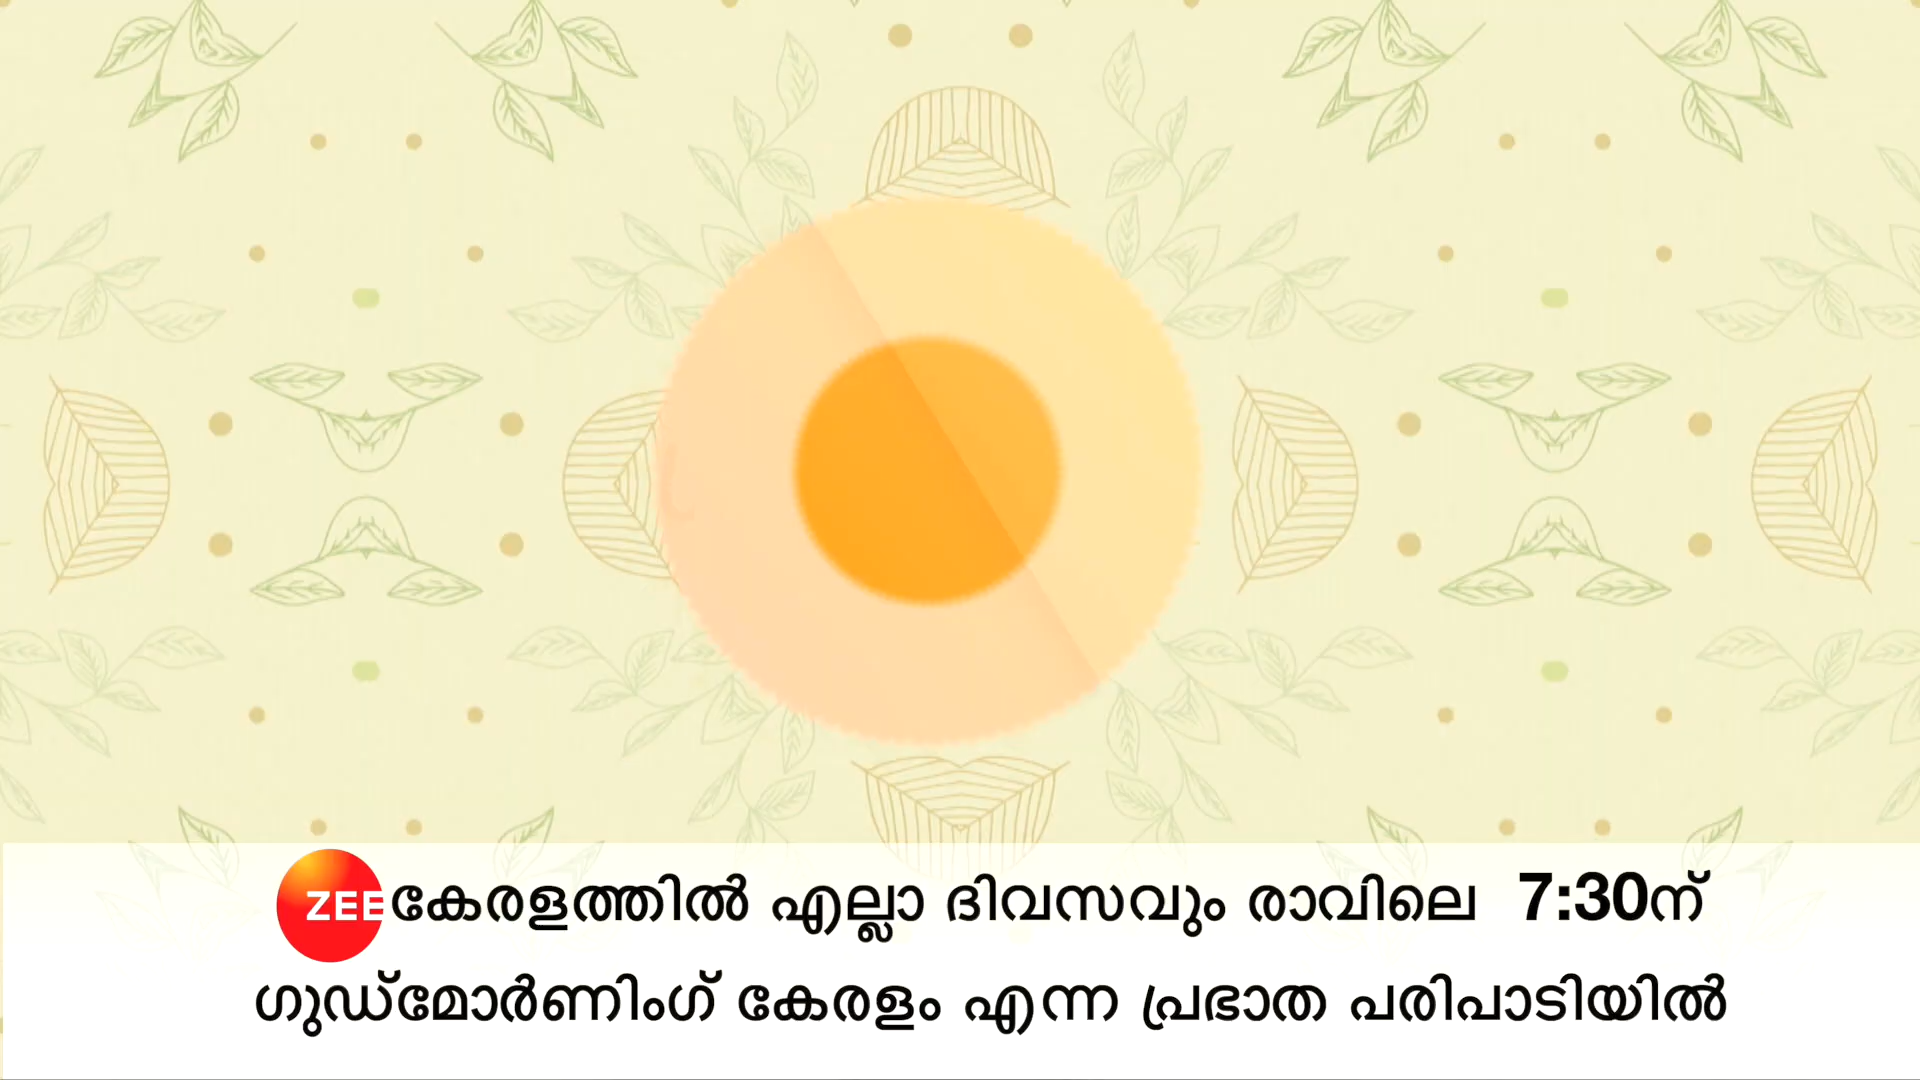 ZEE കേരളത്തിൽ എല്ലാ ദിവസവും രാവിലെ 7:30ന്
ഗുഡ്മോർണിംഗ് കേരളം എന്ന പ്രഭാത പരിപാടിയിൽ